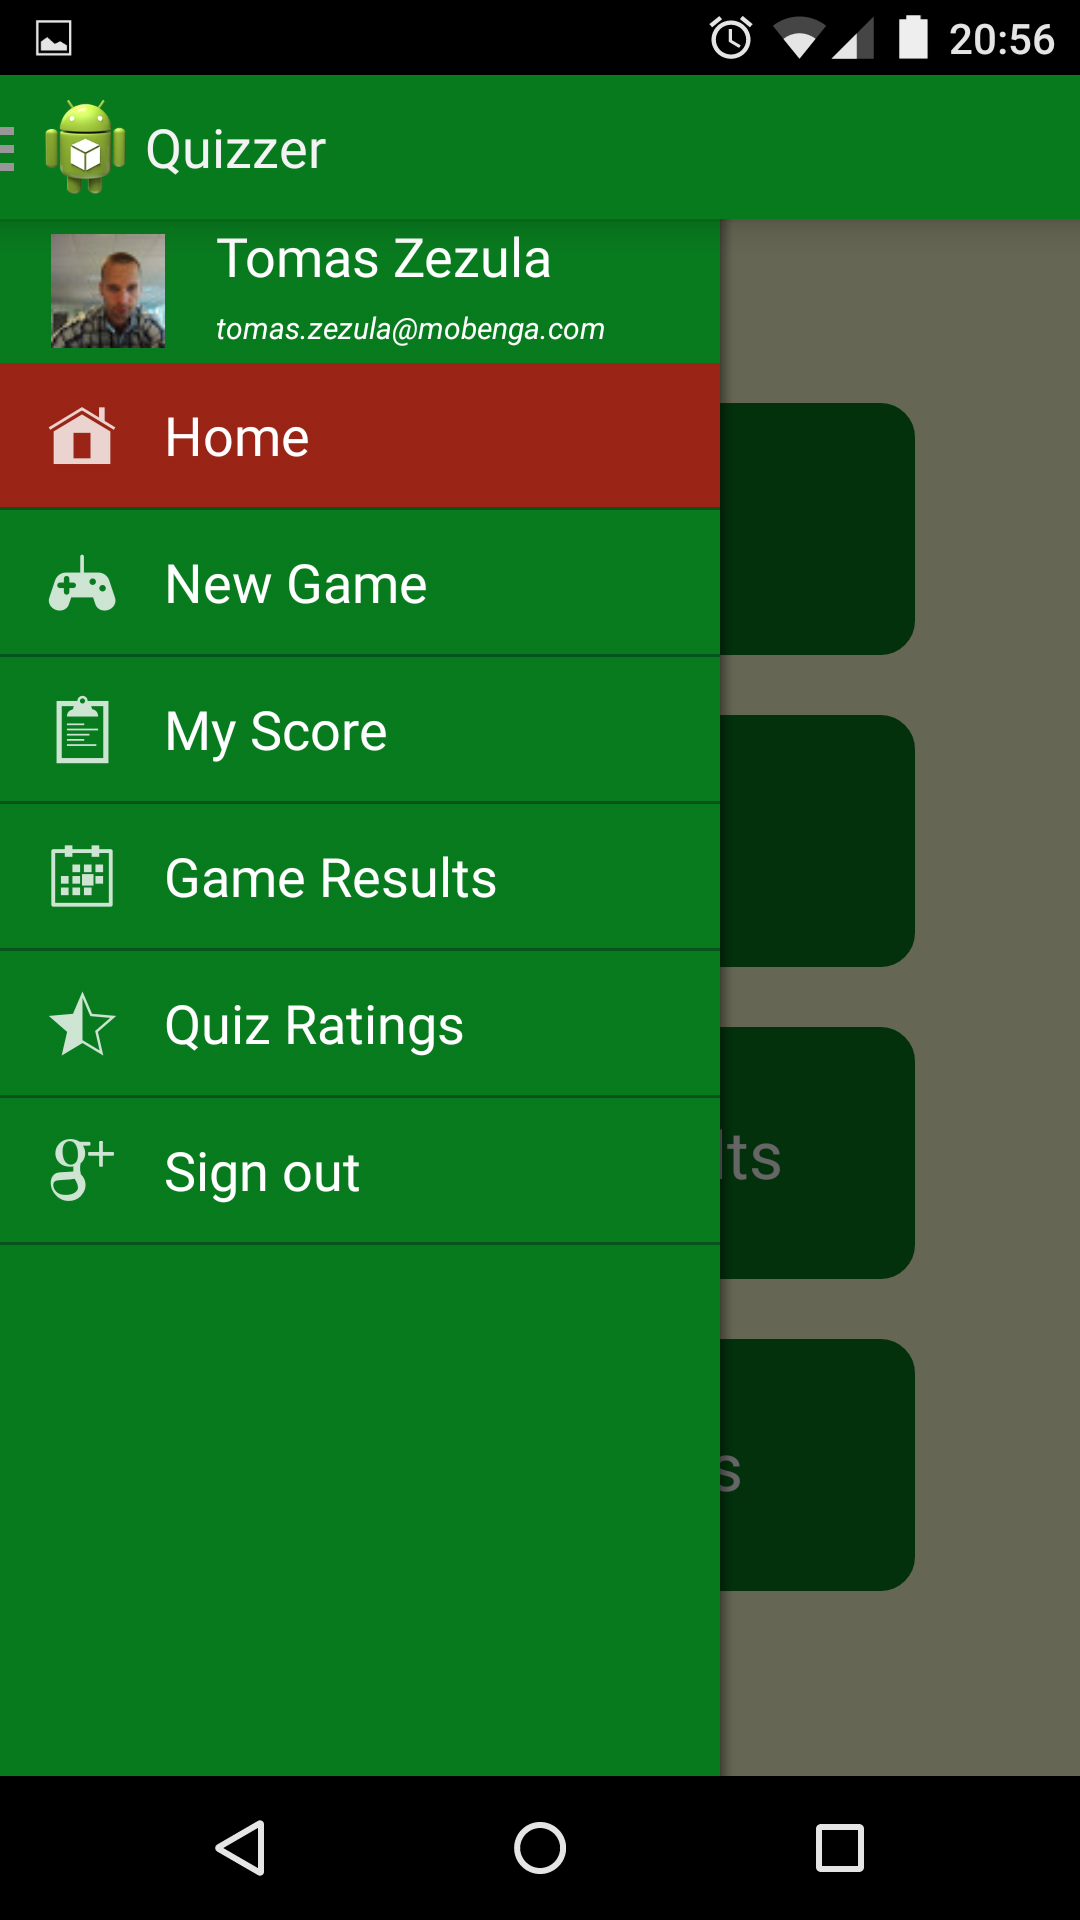 20:56
Quizzer
Tomas Zezula
tomas.zezula@mobenga.com
Home
New Game
My Score
Game Results
Quiz Ratings
g+
Sign out
lts
s